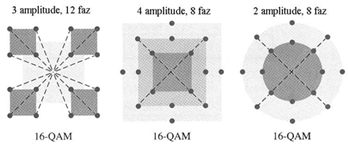 3 amplitude, 12 faz
4 amplitude, 8 faz
2 amplitude, 8 faz
16-QAM
16-QAM
16-QAM